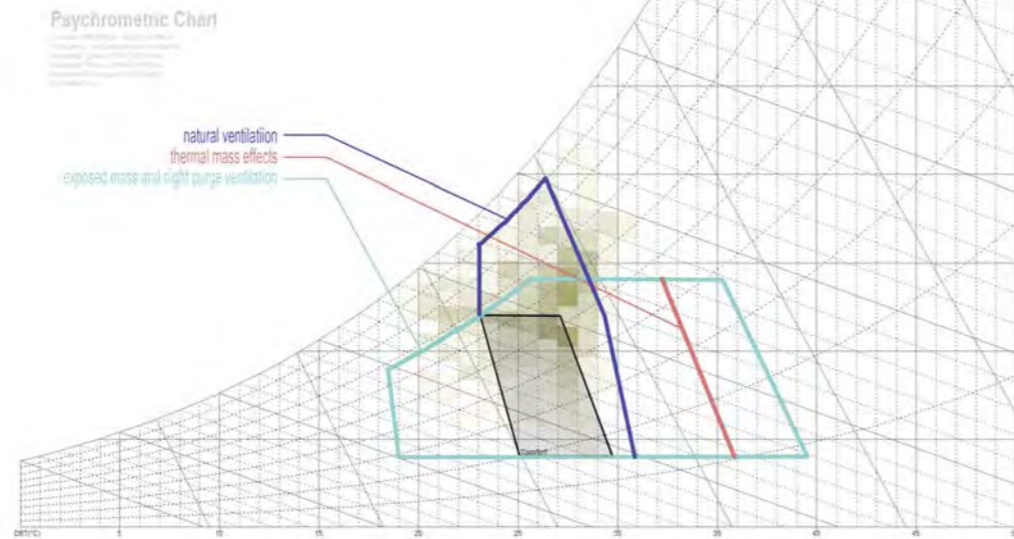 Psychrometric Chart
natural ventilatiion
thermal mass effects
exposed mass and night purge ventilation
Comfort
DBT(°C)
5
10
15
20
25
30
35
40
45